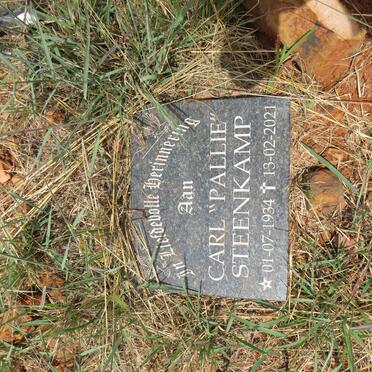 In Liefdevolle Herinnering
Aan
CARL "PALLIE"
STEENKAMP
★ 01-07-1934 ✝ 13-02-2021